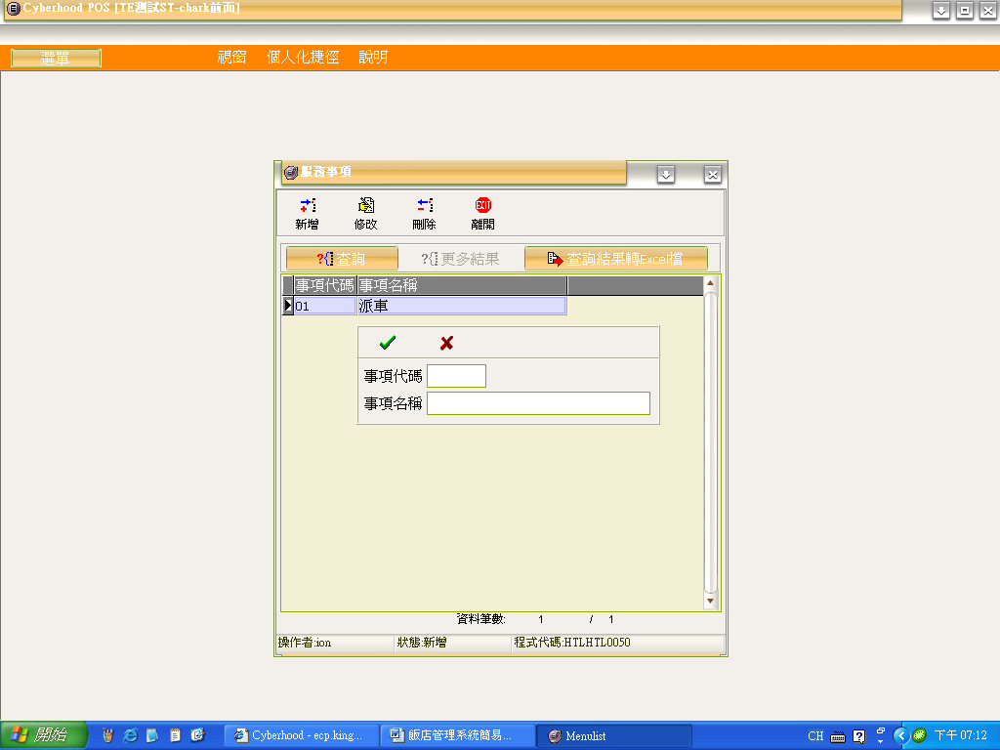 Cyberhood POS [TE測試ST-chark前面]
選單 視窗 個人化捷徑 說明
服務事項
新增 修改 刪除 EXIT 離開
?{} 查詢 ?{} 更多結果 查詢結果轉Excel檔
事項代碼 事項名稱
01 派車
事項代碼
事項名稱
資料筆數: 1 / 1
操作者:ion 狀態:新增 程式代碼:HTLHTL0050
開始 Cyberhood - ecp king... 飯店管理系統簡易... Menulist CH 下午 07:12